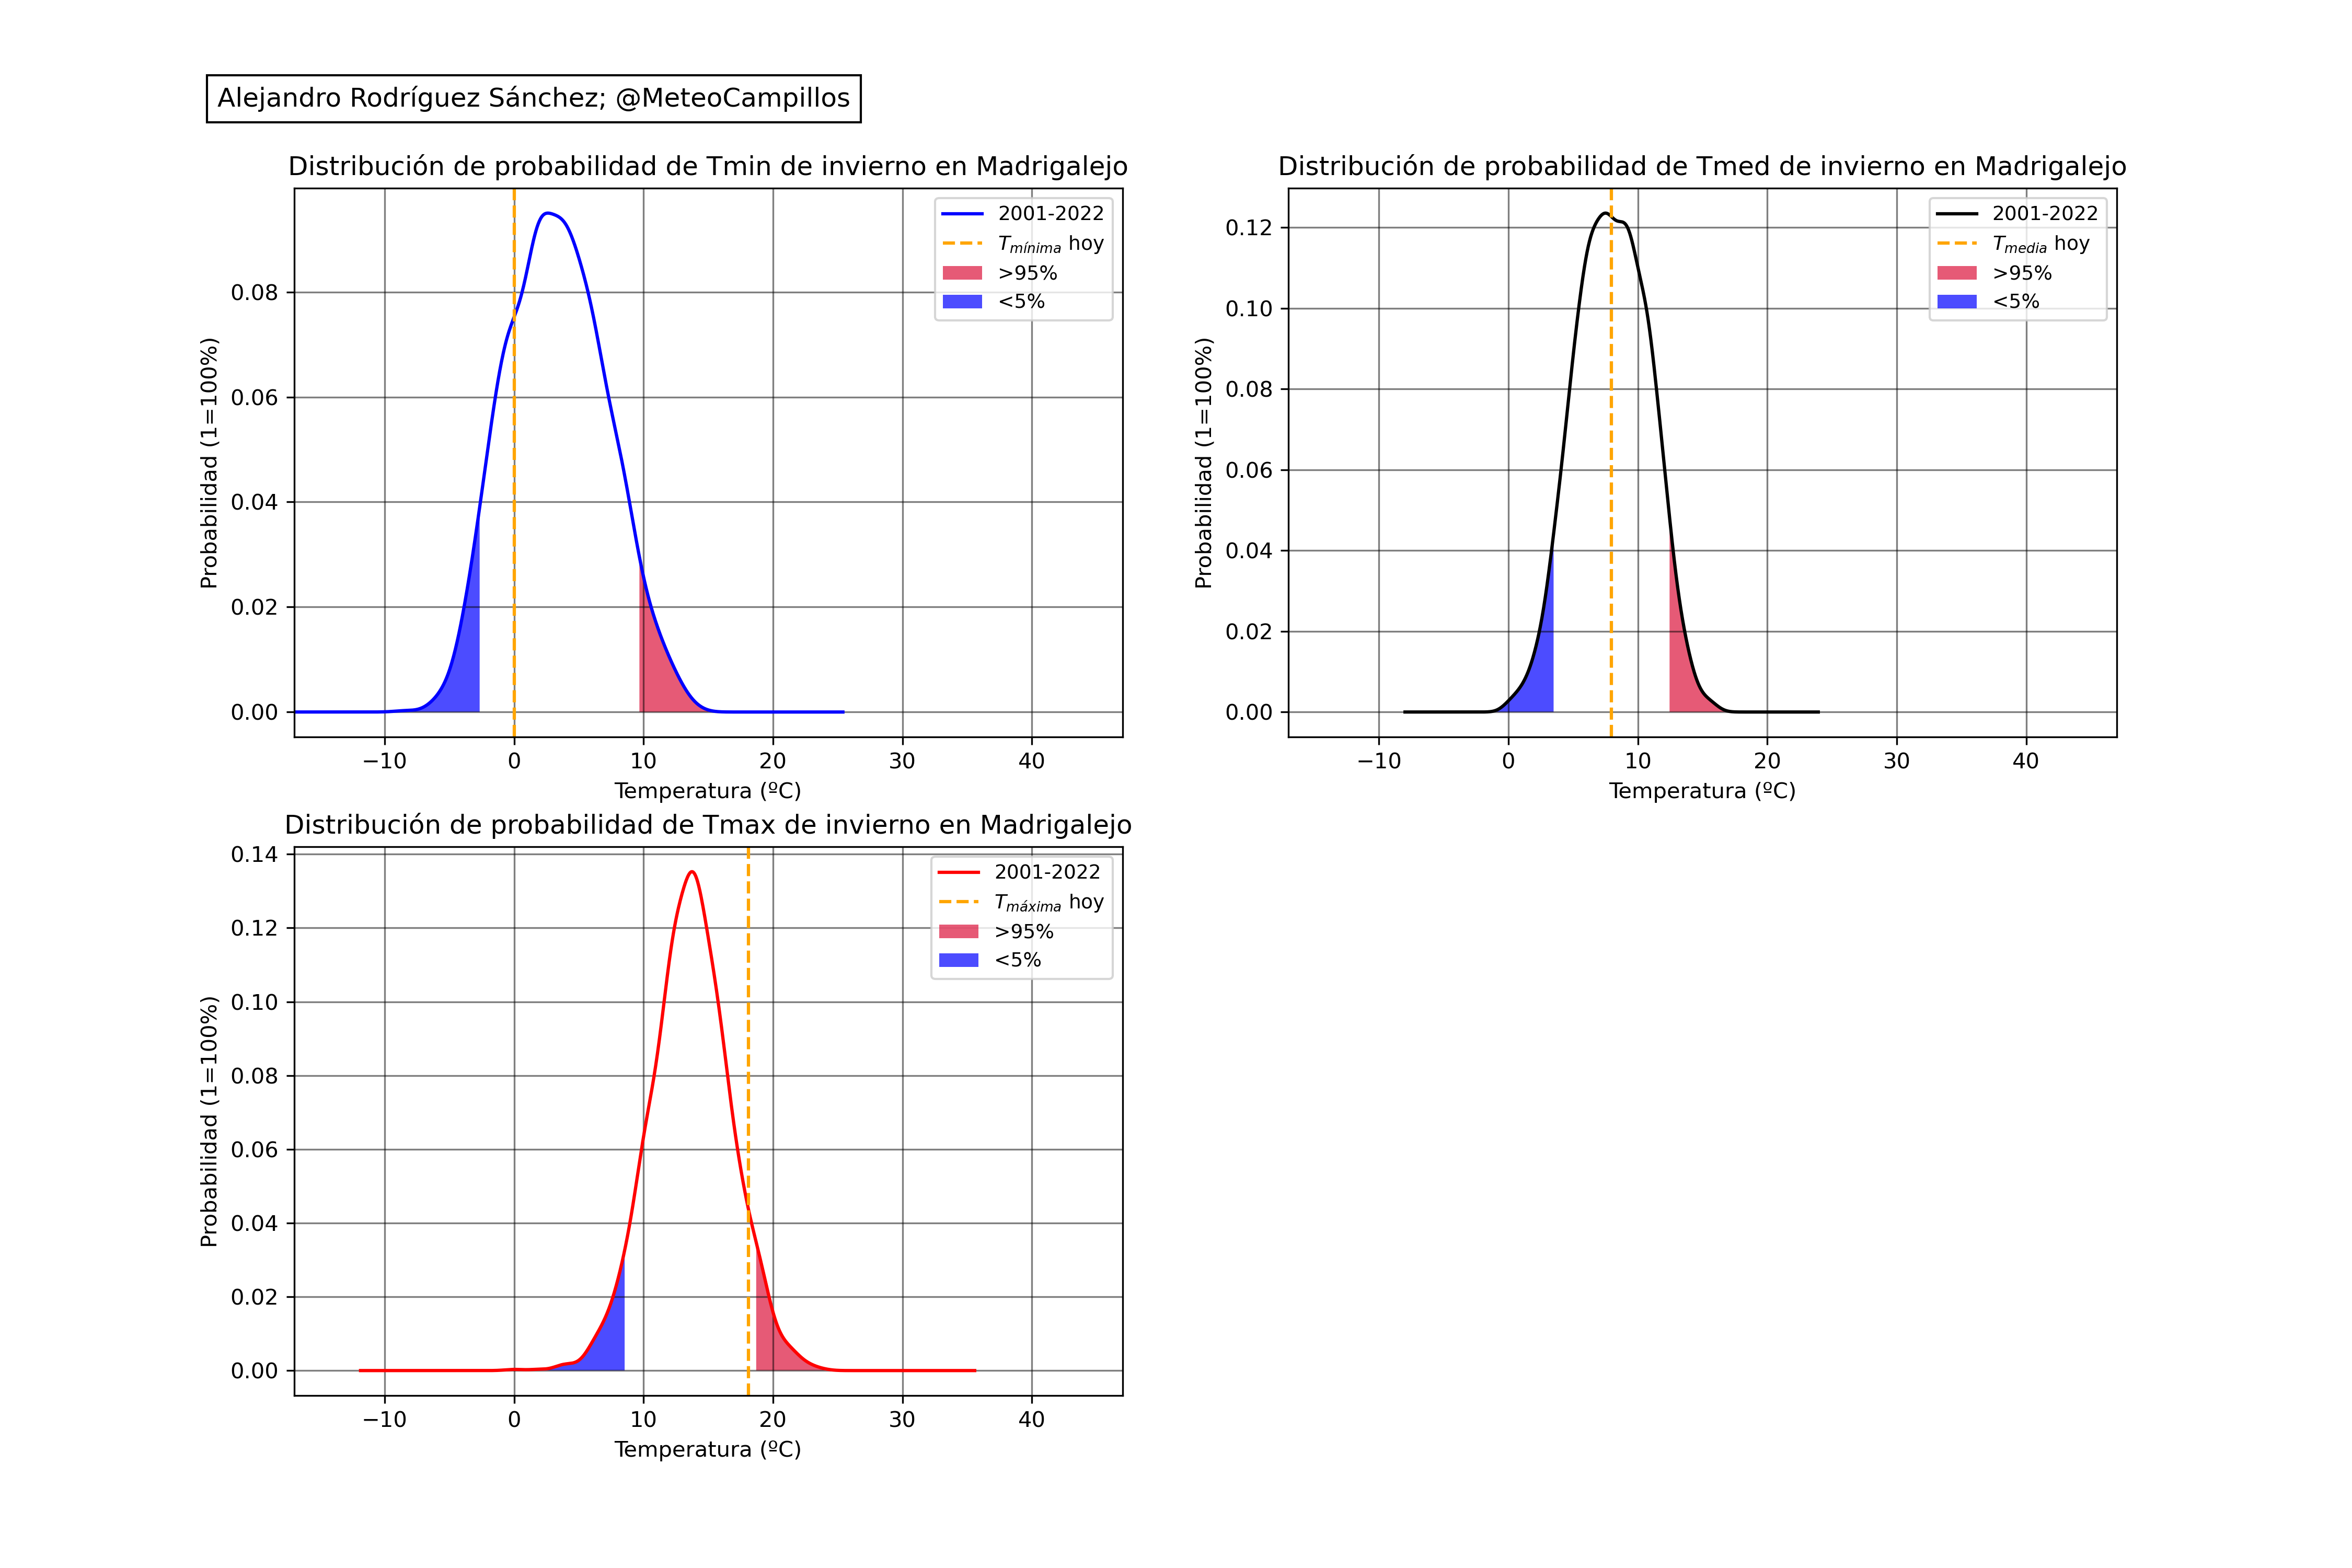 Alejandro Rodríguez Sánchez; @MeteoCampillos
Distribución de probabilidad de Tmin de invierno en Madrigalejo
Probabilidad (1=100%)
0.08
0.06
0.04
0.02
0.00
2001-2022
Tmínima hoy
>95%
<5%
−10 0 10 20 30 40
Temperatura (ºC)
Distribución de probabilidad de Tmed de invierno en Madrigalejo
Probabilidad (1=100%)
0.12
0.10
0.08
0.06
0.04
0.02
0.00
2001-2022
Tmedia hoy
>95%
<5%
−10 0 10 20 30 40
Temperatura (ºC)
Distribución de probabilidad de Tmax de invierno en Madrigalejo
Probabilidad (1=100%)
0.14
0.12
0.10
0.08
0.06
0.04
0.02
0.00
2001-2022
Tmáxima hoy
>95%
<5%
−10 0 10 20 30 40
Temperatura (ºC)